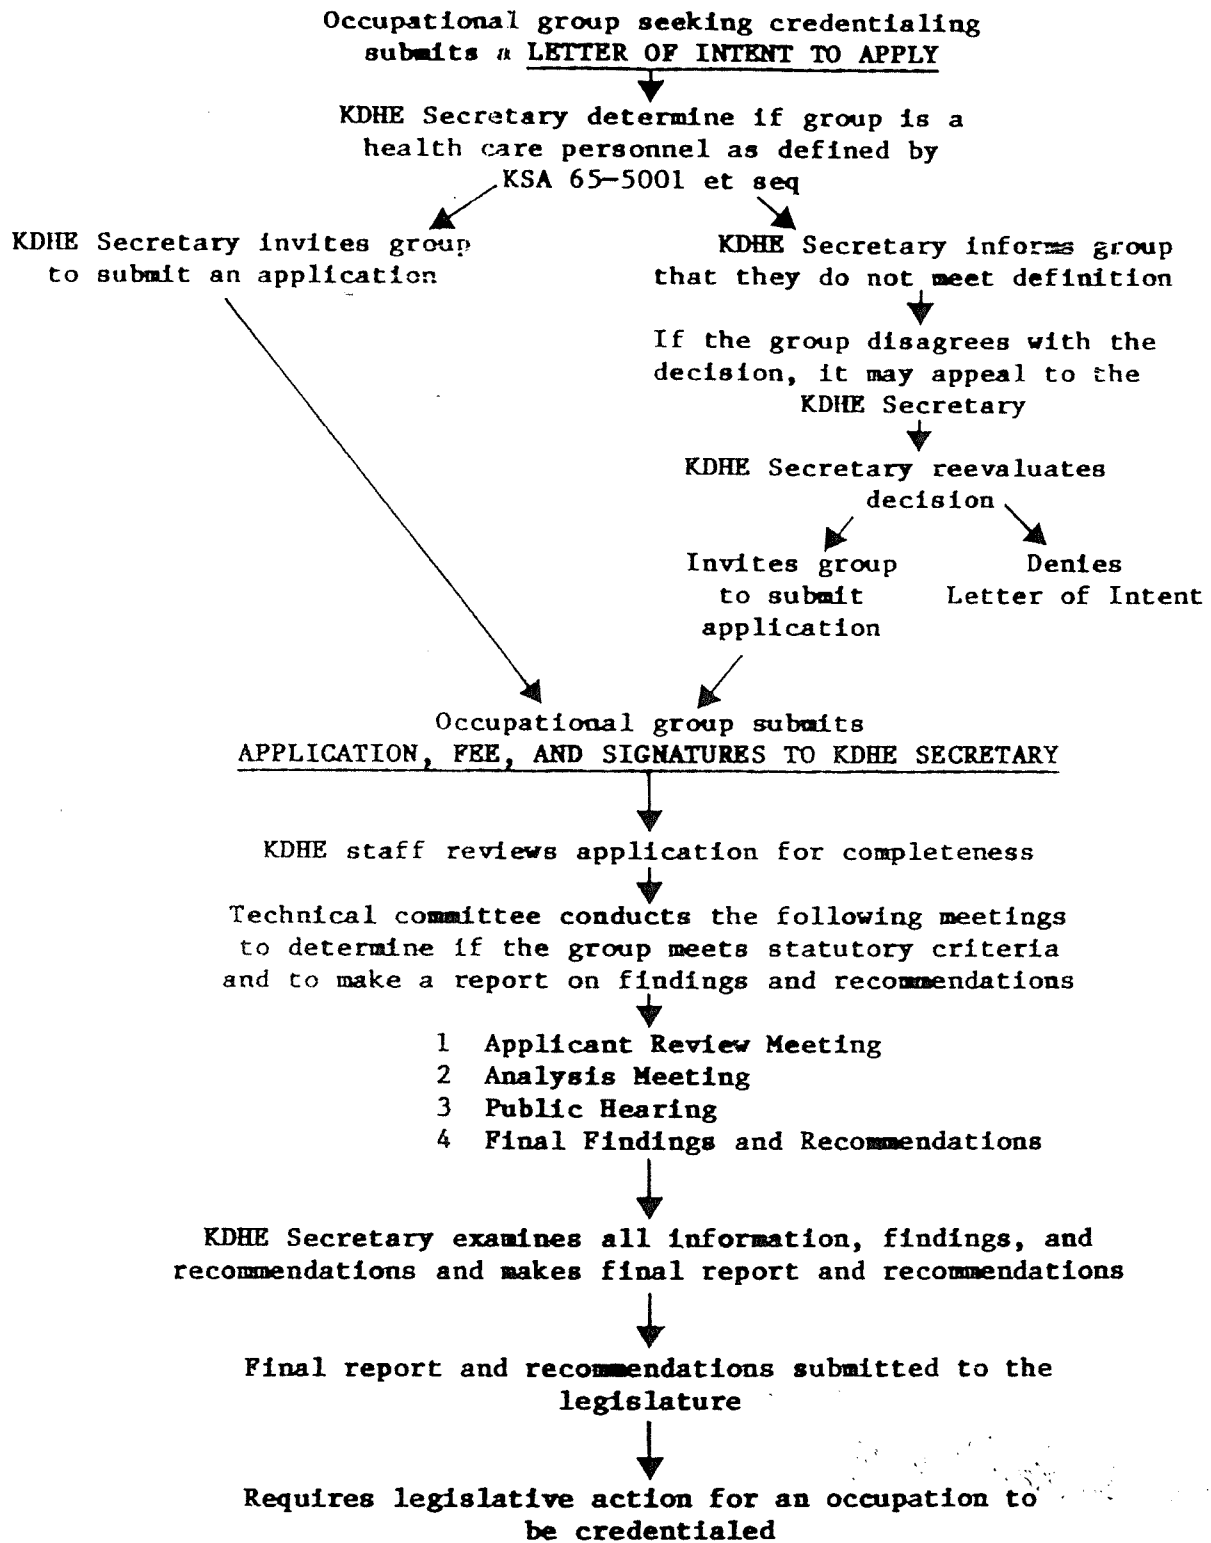 Occupational group seeking credentialing
submits a LETTER OF INTENT TO APPLY
KDHE Secretary determine if group is a
health care personnel as defined by
KSA 65-5001 et seq
KDHE Secretary invites group
to submit an application
KDHE Secretary informs group
that they do not meet definition
If the group disagrees with the
decision, it may appeal to the
KDHE Secretary
KDHE Secretary reevaluates
decision
Invites group
to submit
application
Denies
Letter of Intent
Occupational group submits
APPLICATION, FEE, AND SIGNATURES TO KDHE SECRETARY
KDHE staff reviews application for completeness
Technical committee conducts the following meetings
to determine if the group meets statutory criteria
and to make a report on findings and recommendations
1 Applicant Review Meeting
2 Analysis Meeting
3 Public Hearing
4 Final Findings and Recommendations
KDHE Secretary examines all information, findings, and
recommendations and makes final report and recommendations
Final report and recommendations submitted to the
legislature
Requires legislative action for an occupation to
be credentialed